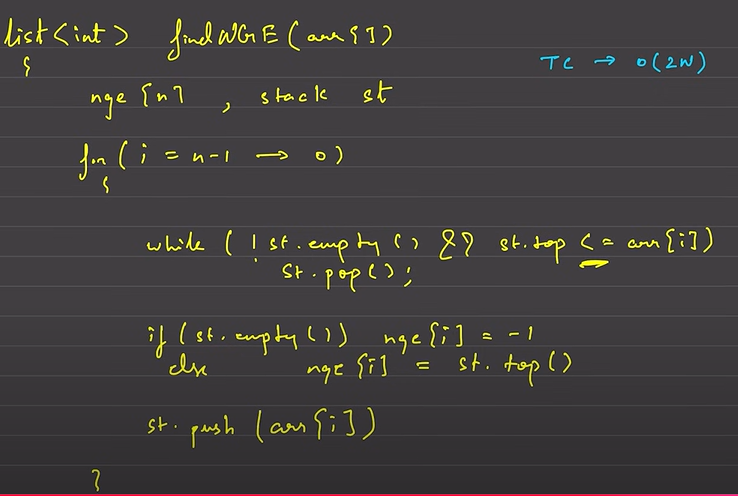 list<int> findNGE(arr[])
{
TC → O(2N)
nge[n] , stack st
for(i = n-1 → 0)
{
while( !st.empty() && st.top <= arr[i])
st.pop();
if(st.empty()) nge[i] = -1
else nge[i] = st.top()
st.push(arr[i])
}